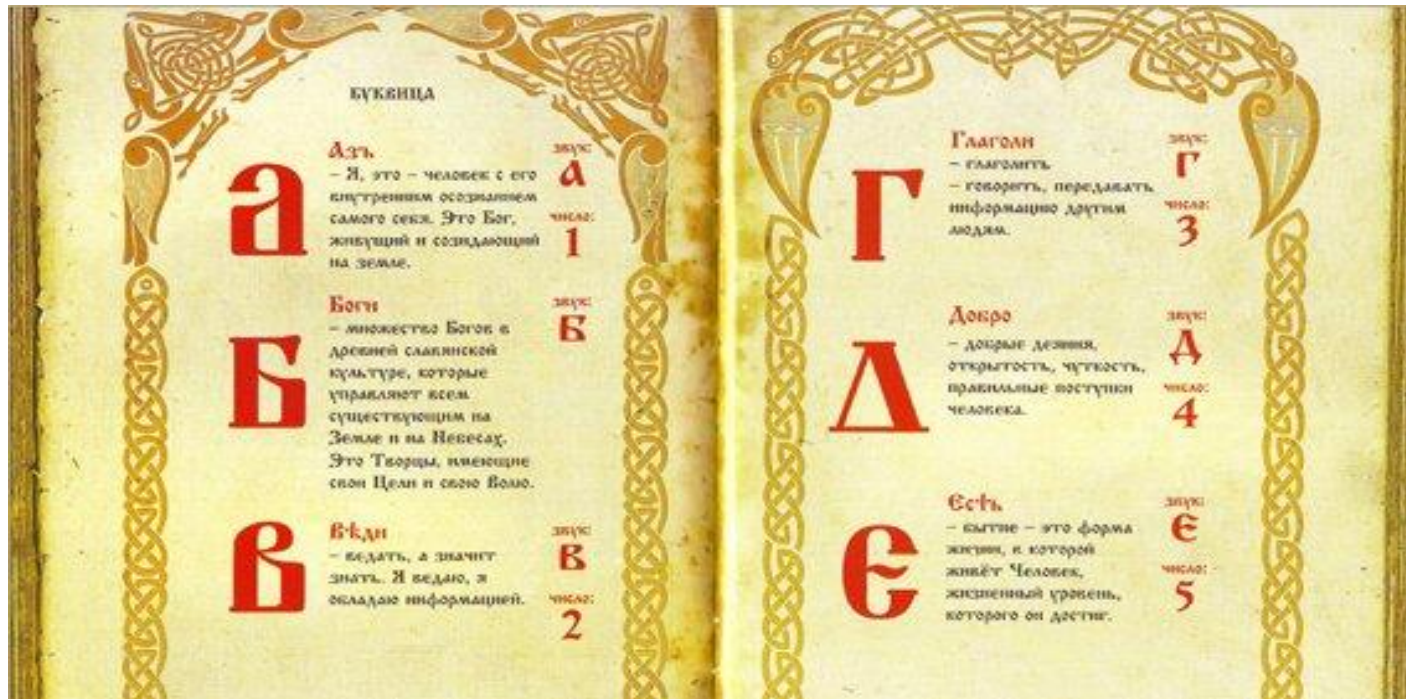 БУКВИЦА
а
Азъ
– Я, это – человек с его
внутренним осознанием
самого себя. Это Бог,
живущий и созидающий
на земле.
звук:
А
число:
1
Б
Боги
– множество Богов в
древней славянской
культуре, которые
управляют всем
существующим на
Земле и на Небесах.
Это Творцы, имеющие
свои Цели и свою Волю.
звук:
Б
В
Вѣди
– ведать, а значит
знать. Я ведаю, я
обладаю информацией.
звук:
В
число:
2
Г
Глаголи
– глаголить
– говорить, передавать
информацию другим
людям.
звук:
Г
число:
3
Д
Добро
– добрые деяния,
открытость, чуткость,
правильные поступки
человека.
звук:
Д
число:
4
Є
Єсть
– бытие – это форма
жизни, в которой
живёт Человек,
жизненный уровень,
которого он достиг.
звук:
Є
число:
5